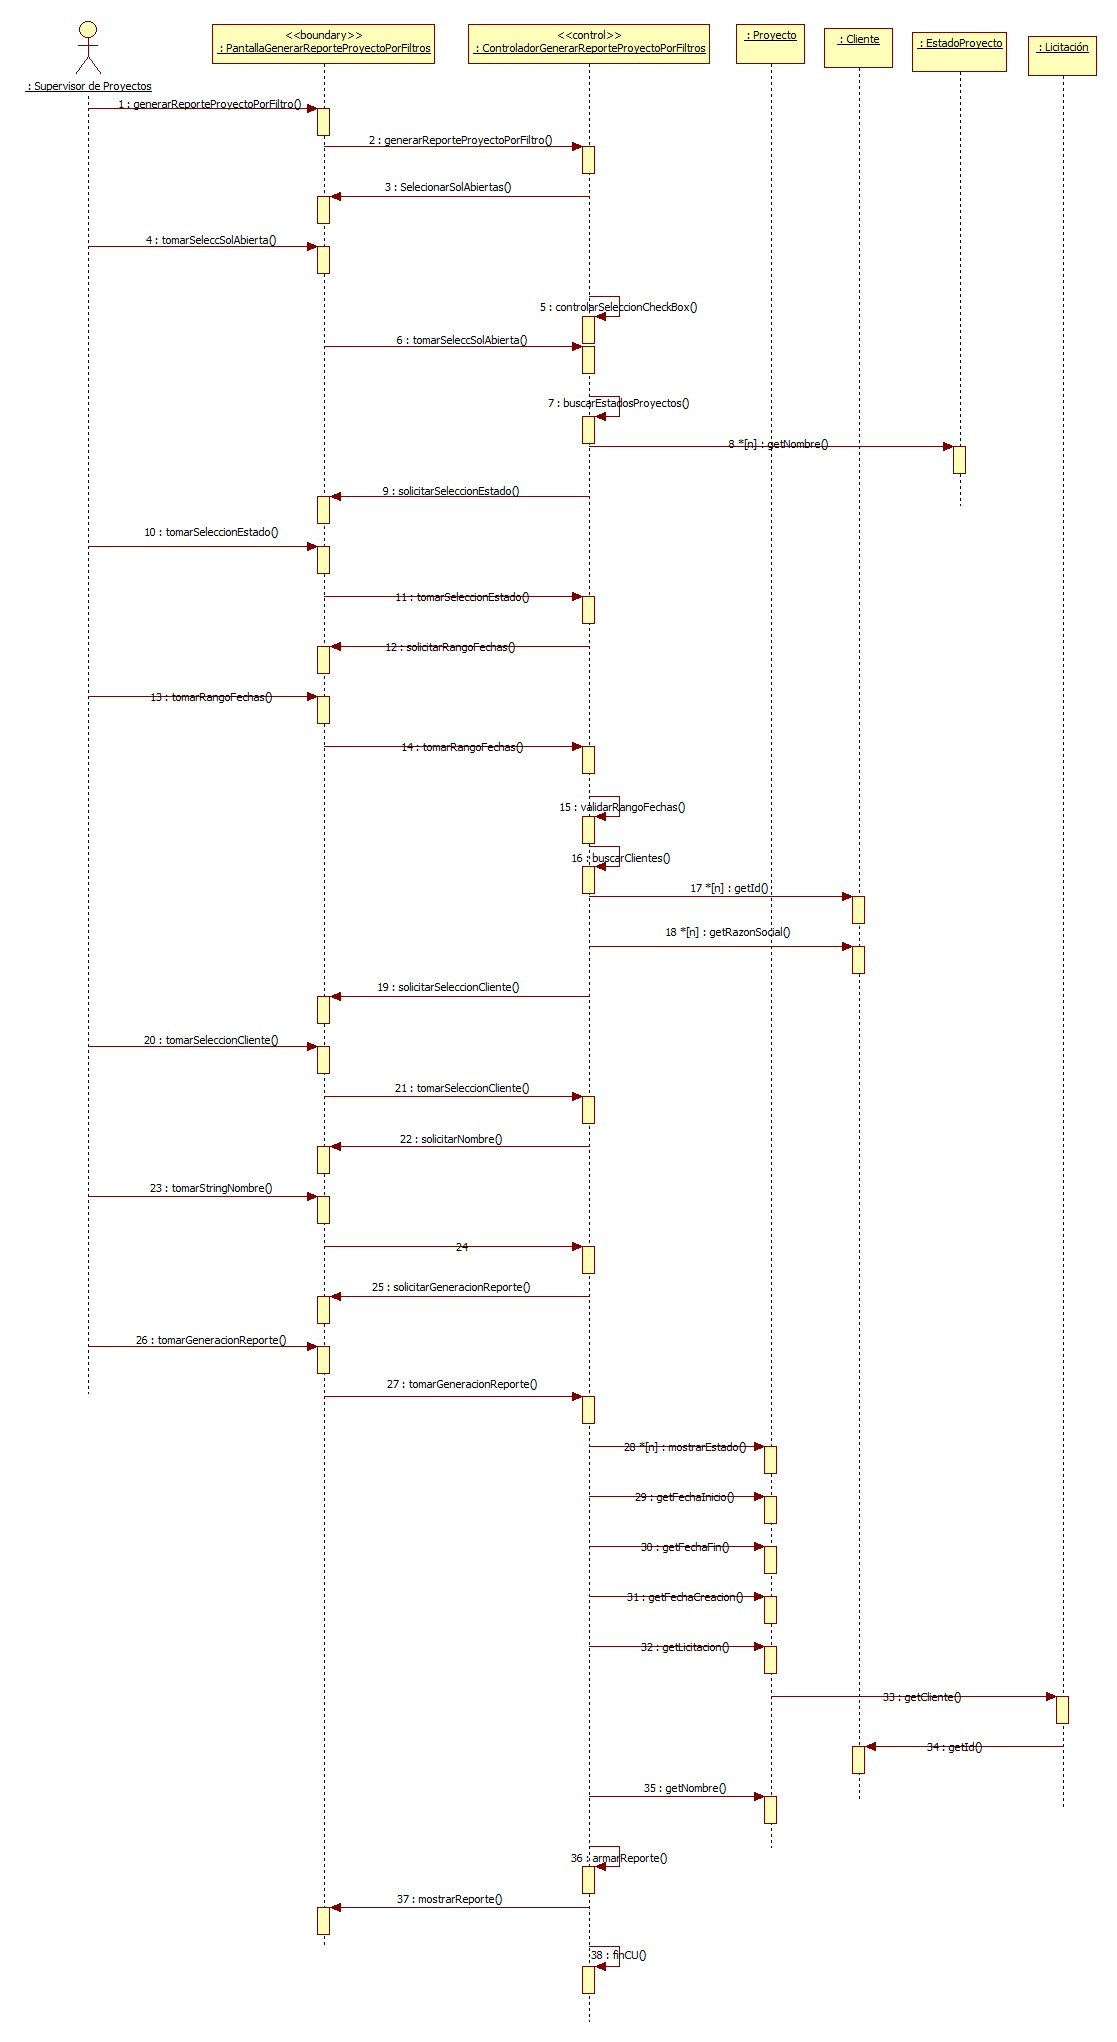 <<boundary>>
: PantallaGenerarReporteProyectoPorFiltros
<<control>>
: ControladorGenerarReporteProyectoPorFiltros
: Proyecto
: Cliente
: EstadoProyecto
: Licitación
: Supervisor de Proyectos
1 : generarReporteProyectoPorFiltro()
2 : generarReporteProyectoPorFiltro()
3 : SelecionarSolAbiertas()
4 : tomarSeleccSolAbierta()
5 : controlarSeleccionCheckBox()
6 : tomarSeleccSolAbierta()
7 : buscarEstadosProyectos()
8 *[n] : getNombre()
9 : solicitarSeleccionEstado()
10 : tomarSeleccionEstado()
11 : tomarSeleccionEstado()
12 : solicitarRangoFechas()
13 : tomarRangoFechas()
14 : tomarRangoFechas()
15 : validarRangoFechas()
16 : buscarClientes()
17 *[n] : getId()
18 *[n] : getRazonSocial()
19 : solicitarSeleccionCliente()
20 : tomarSeleccionCliente()
21 : tomarSeleccionCliente()
22 : solicitarNombre()
23 : tomarStringNombre()
24
25 : solicitarGeneracionReporte()
26 : tomarGeneracionReporte()
27 : tomarGeneracionReporte()
28 *[n] : mostrarEstado()
29 : getFechaInicio()
30 : getFechaFin()
31 : getFechaCreacion()
32 : getLicitacion()
33 : getCliente()
34 : getId()
35 : getNombre()
36 : armarReporte()
37 : mostrarReporte()
38 : finCU()